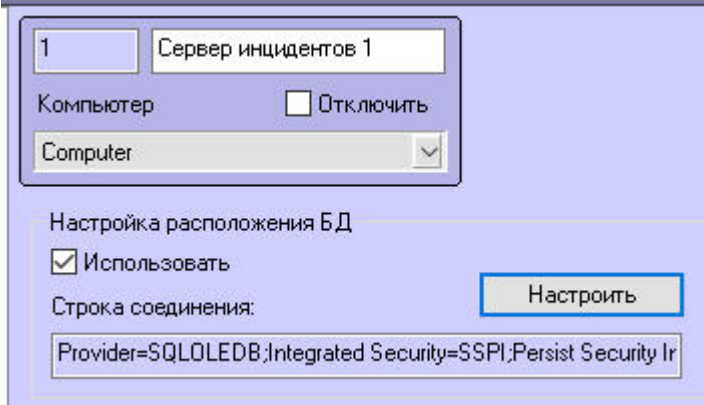 1 Сервер инцидентов 1
Компьютер Отключить
Computer
Настройка расположения БД
Использовать
Настроить
Строка соединения:
Provider=SQLOLEDB;Integrated Security=SSPI;Persist Security Ir